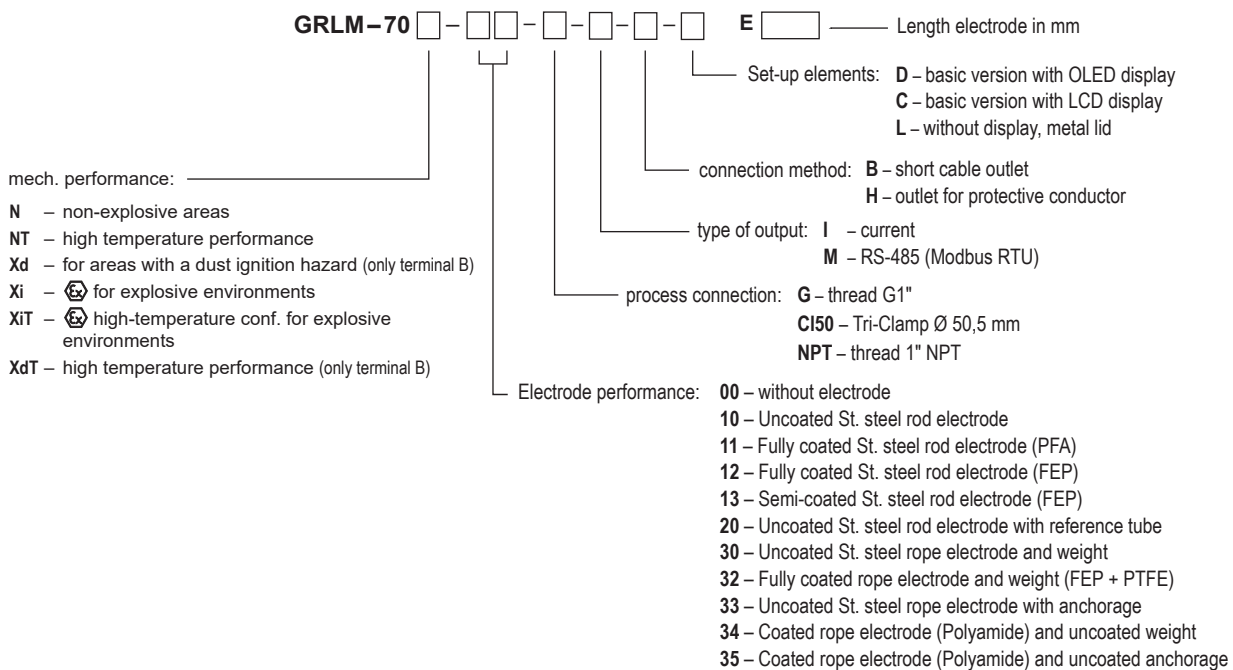 GRLM–70 – – – – – E Length electrode in mm
Set-up elements: D – basic version with OLED display
C – basic version with LCD display
L – without display, metal lid
connection method: B – short cable outlet
H – outlet for protective conductor
type of output: I – current
M – RS-485 (Modbus RTU)
process connection: G – thread G1"
Cl50 – Tri-Clamp Ø 50,5 mm
NPT – thread 1" NPT
mech. performance:
N – non-explosive areas
NT – high temperature performance
Xd – for areas with a dust ignition hazard (only terminal B)
Xi – Ex for explosive environments
XiT – Ex high-temperature conf. for explosive
environments
XdT – high temperature performance (only terminal B)
Electrode performance: 00 – without electrode
10 – Uncoated St. steel rod electrode
11 – Fully coated St. steel rod electrode (PFA)
12 – Fully coated St. steel rod electrode (FEP)
13 – Semi-coated St. steel rod electrode (FEP)
20 – Uncoated St. steel rod electrode with reference tube
30 – Uncoated St. steel rope electrode and weight
32 – Fully coated rope electrode and weight (FEP + PTFE)
33 – Uncoated St. steel rope electrode with anchorage
34 – Coated rope electrode (Polyamide) and uncoated weight
35 – Coated rope electrode (Polyamide) and uncoated anchorage